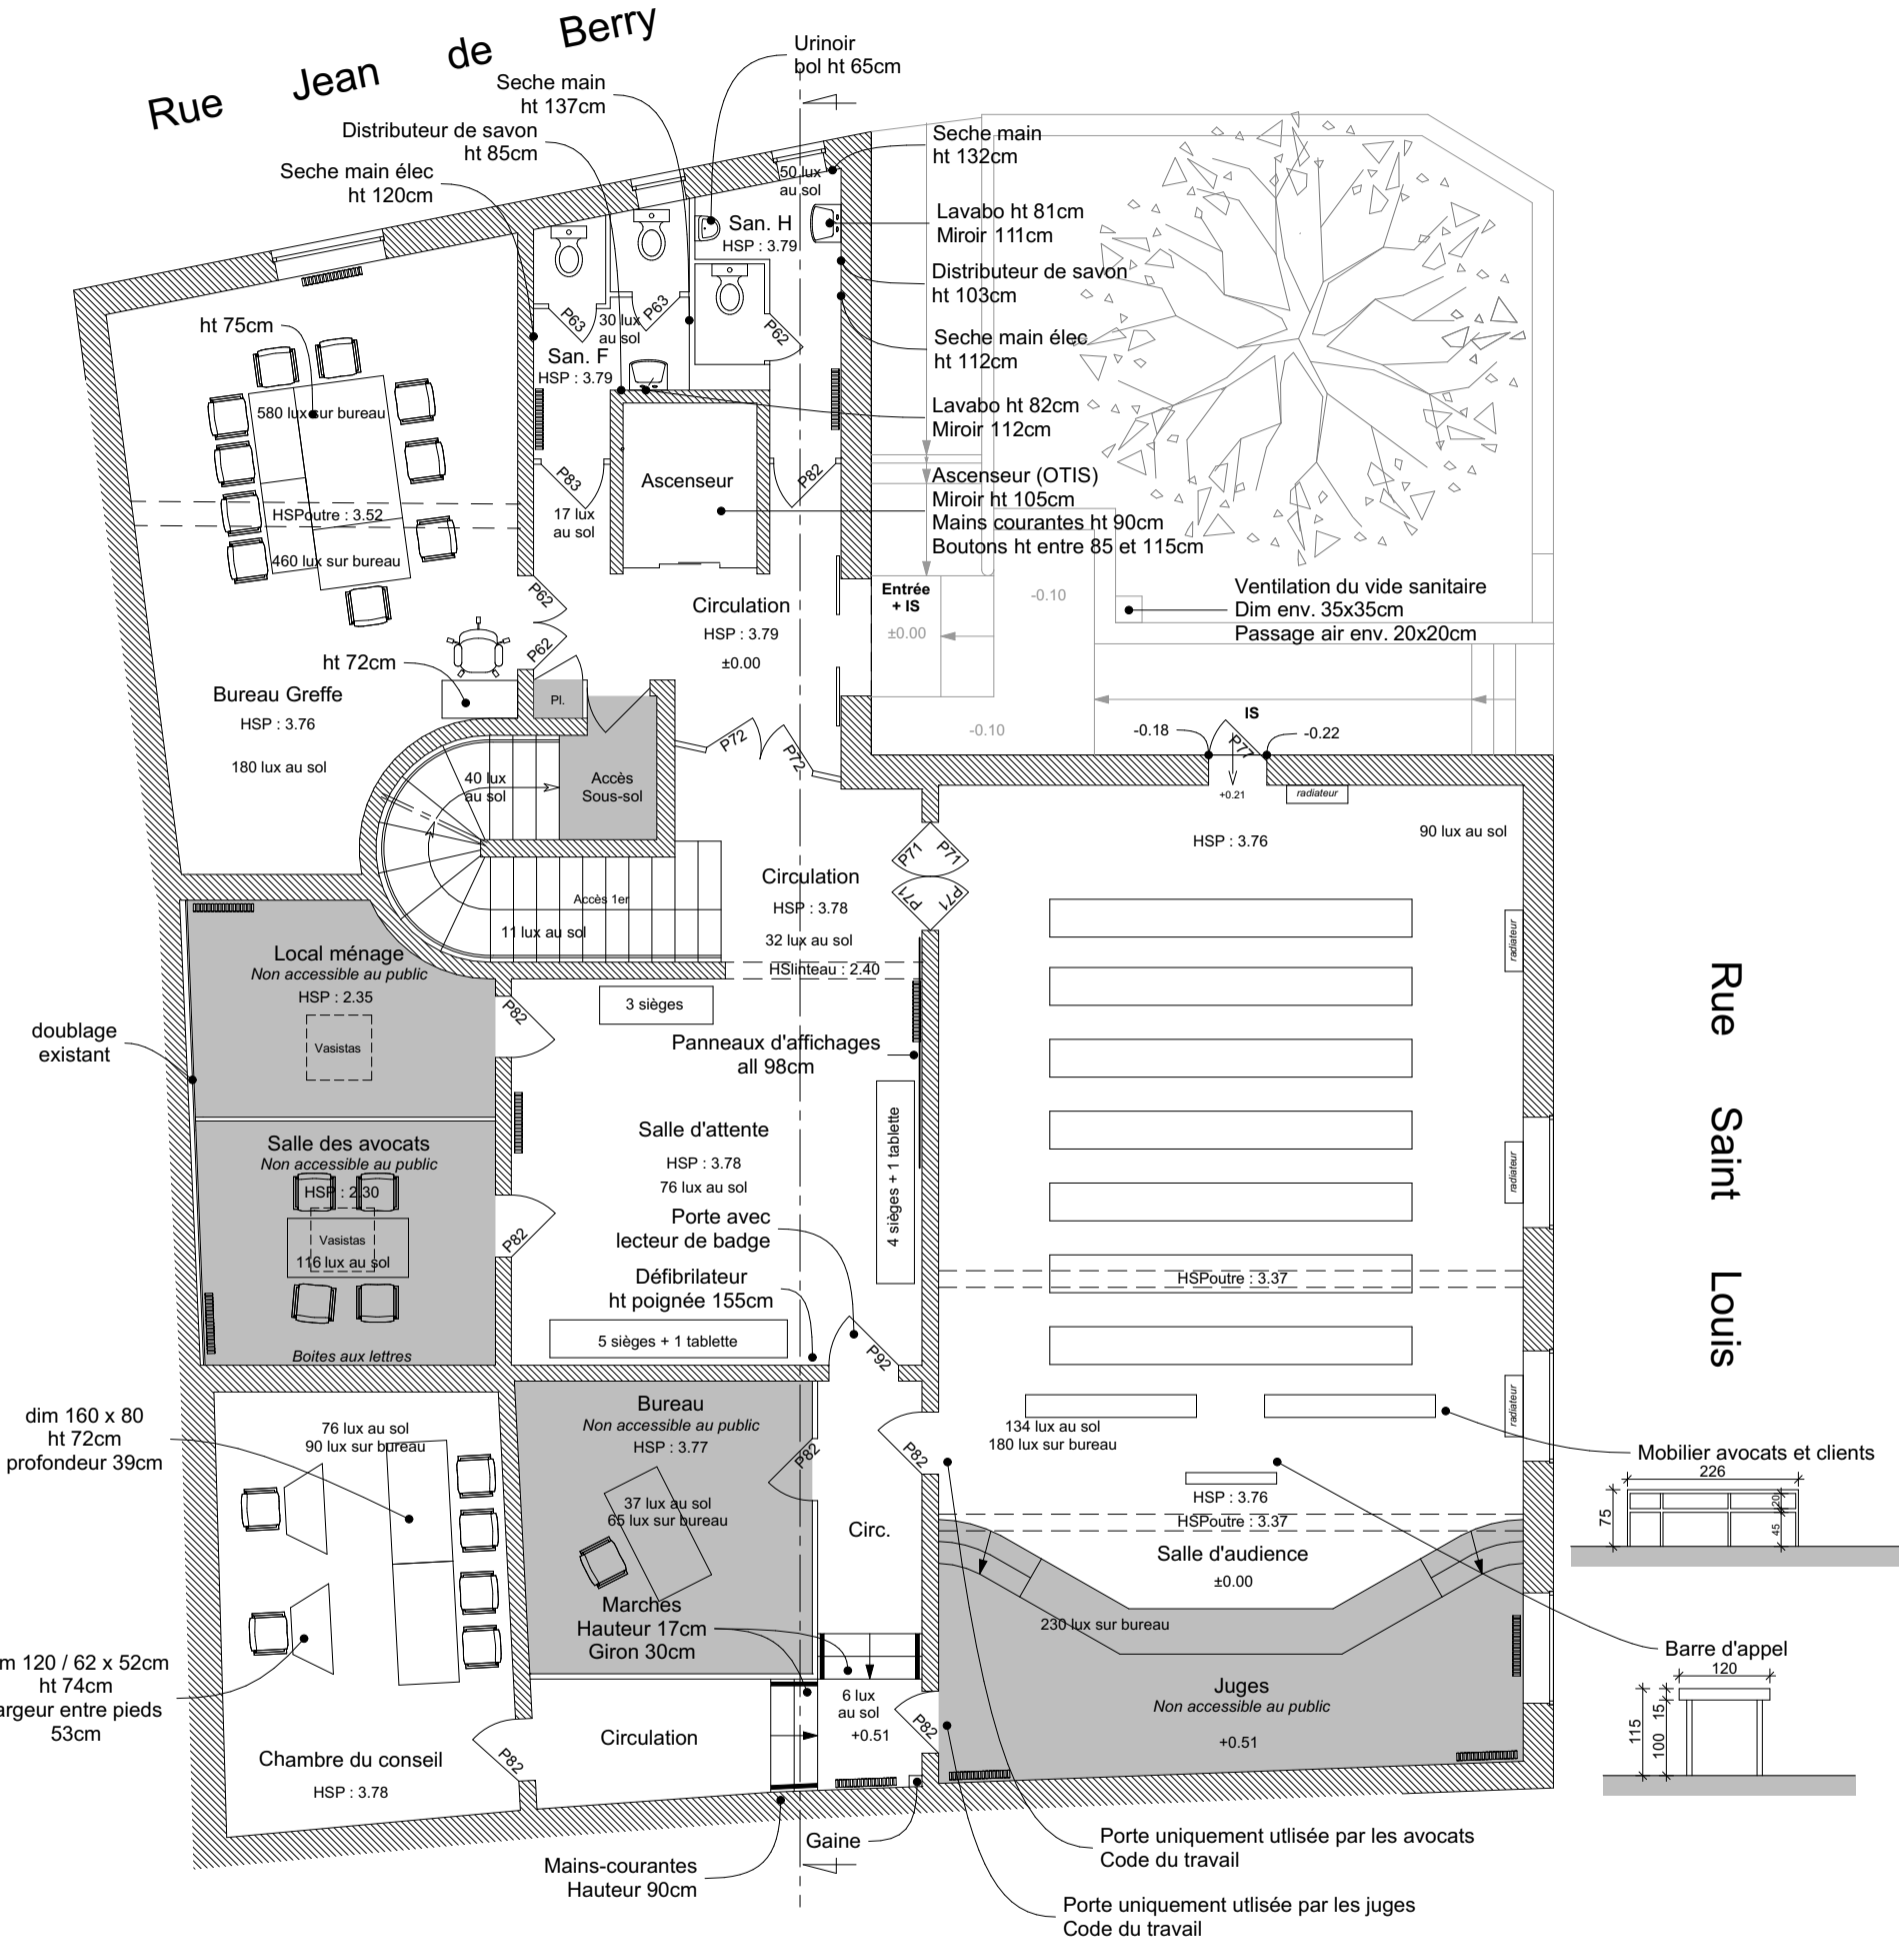 Rue Jean de Berry
Urinoir
bol ht 65cm
Seche main
ht 137cm
Distributeur de savon
ht 85cm
Seche main élec
ht 120cm
Seche main
ht 132cm
50 lux
au sol
Lavabo ht 81cm
Miroir 111cm
San. H
HSP : 3.79
Distributeur de savon
ht 103cm
P63
P63
P62
30 lux
au sol
San. F
HSP : 3.79
Seche main élec
ht 112cm
ht 75cm
580 lux sur bureau
Lavabo ht 82cm
Miroir 112cm
P83
P82
Ascenseur
17 lux
au sol
Ascenseur (OTIS)
Miroir ht 105cm
Mains courantes ht 90cm
Boutons ht entre 85 et 115cm
HSPoutre : 3.52
460 lux sur bureau
P62
P62
Circulation
HSP : 3.79
±0.00
Entrée
+ IS
±0.00
-0.10
Ventilation du vide sanitaire
Dim env. 35x35cm
Passage air env. 20x20cm
ht 72cm
Bureau Greffe
HSP : 3.76
180 lux au sol
Pl.
P72
P72
-0.10
IS
-0.18
P77
-0.22
+0.21
radiateur
40 lux
au sol
Accès
Sous-sol
HSP : 3.76
90 lux au sol
P71
P71
P71
P71
Circulation
HSP : 3.78
32 lux au sol
Accès 1er
11 lux au sol
HSlinteau : 2.40
radiateur
Local ménage
Non accessible au public
HSP : 2.35
Vasistas
P82
3 sièges
doublage
existant
Panneaux d'affichages
all 98cm
Rue Saint Louis
Salle des avocats
Non accessible au public
HSP : 2.30
Vasistas
116 lux au sol
Boites aux lettres
P82
Salle d'attente
HSP : 3.78
76 lux au sol
4 sièges + 1 tablette
radiateur
Porte avec
lecteur de badge
Défibrilateur
ht poignée 155cm
5 sièges + 1 tablette
P92
HSPoutre : 3.37
radiateur
dim 160 x 80
ht 72cm
profondeur 39cm
76 lux au sol
90 lux sur bureau
Bureau
Non accessible au public
HSP : 3.77
P82
37 lux au sol
65 lux sur bureau
P82
134 lux au sol
180 lux sur bureau
Mobilier avocats et clients
226
75
20
45
HSP : 3.76
HSPoutre : 3.37
Circ.
Salle d'audience
±0.00
Marches
Hauteur 17cm
Giron 30cm
230 lux sur bureau
Barre d'appel
120
115
100
15
m 120 / 62 x 52cm
ht 74cm
argeur entre pieds
53cm
Juges
Non accessible au public
+0.51
6 lux
au sol
+0.51
P82
Circulation
P82
Chambre du conseil
HSP : 3.78
Gaine
Mains-courantes
Hauteur 90cm
Porte uniquement utlisée par les avocats
Code du travail
Porte uniquement utlisée par les juges
Code du travail